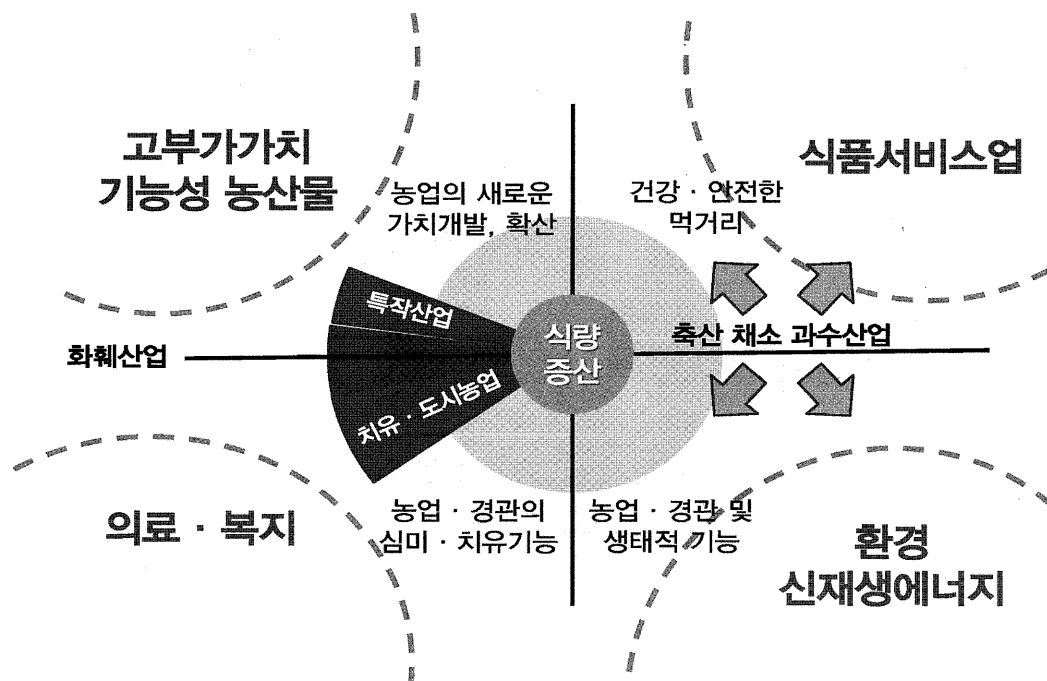 고부가가치
기능성 농산물
식품서비스업
농업의 새로운
가치개발, 확산
건강 · 안전한
먹거리
특작산업
식량
증산
축산 채소 과수산업
화훼산업
치유 · 도시농업
의료 · 복지
농업 · 경관의
심미 · 치유기능
농업 · 경관 및
생태적 기능
환경
신재생에너지